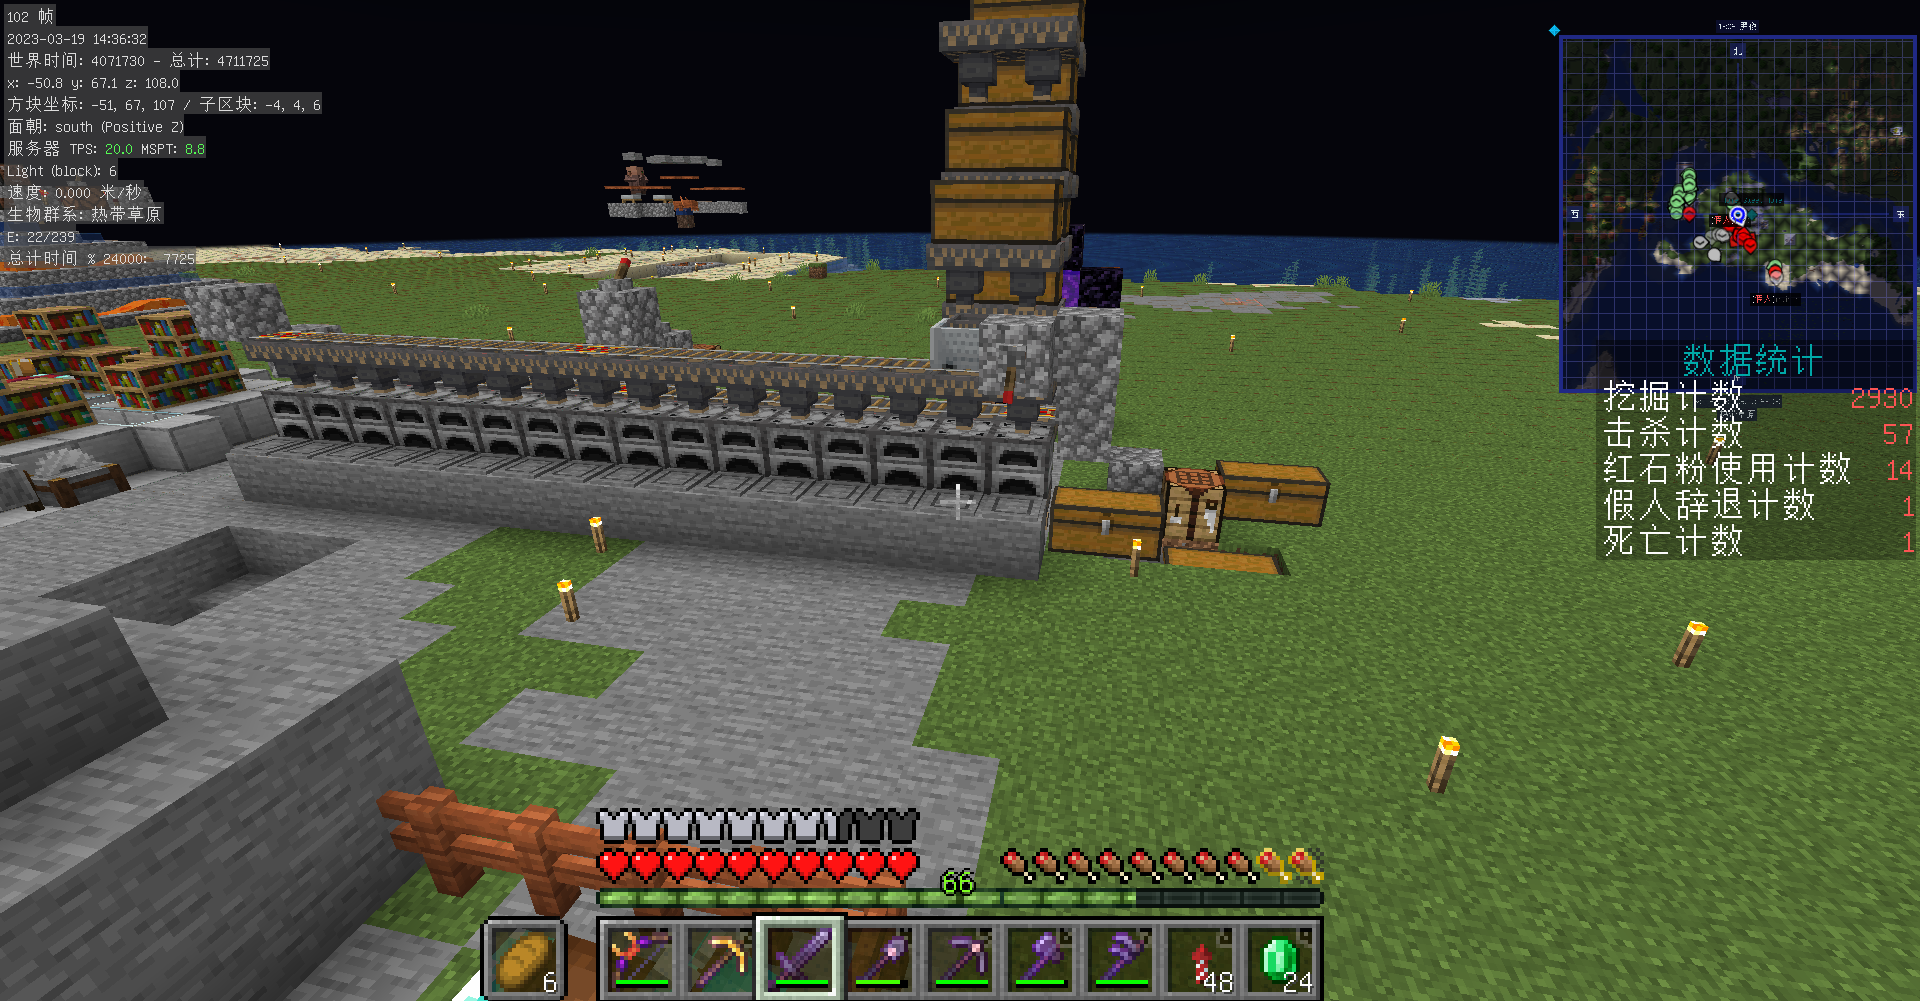 102 帧
2023-03-19 14:36:32
世界时间: 4071730 - 总计: 4711725
x: -50.8 y: 67.1 z: 108.0
方块坐标: -51, 67, 107 / 子区块: -4, 4, 6
面朝: south (Positive Z)
服务器 TPS: 20.0 MSPT: 8.8
Light (block): 6
速度: 0.000 米/秒
生物群系: 热带草原
E: 22/239
总计时间 % 24000: 7725
北
西
东
数据统计
挖掘计数 2930
击杀计数 57
红石粉使用计数 14
假人辞退计数 1
死亡计数 1
66
6
48
24